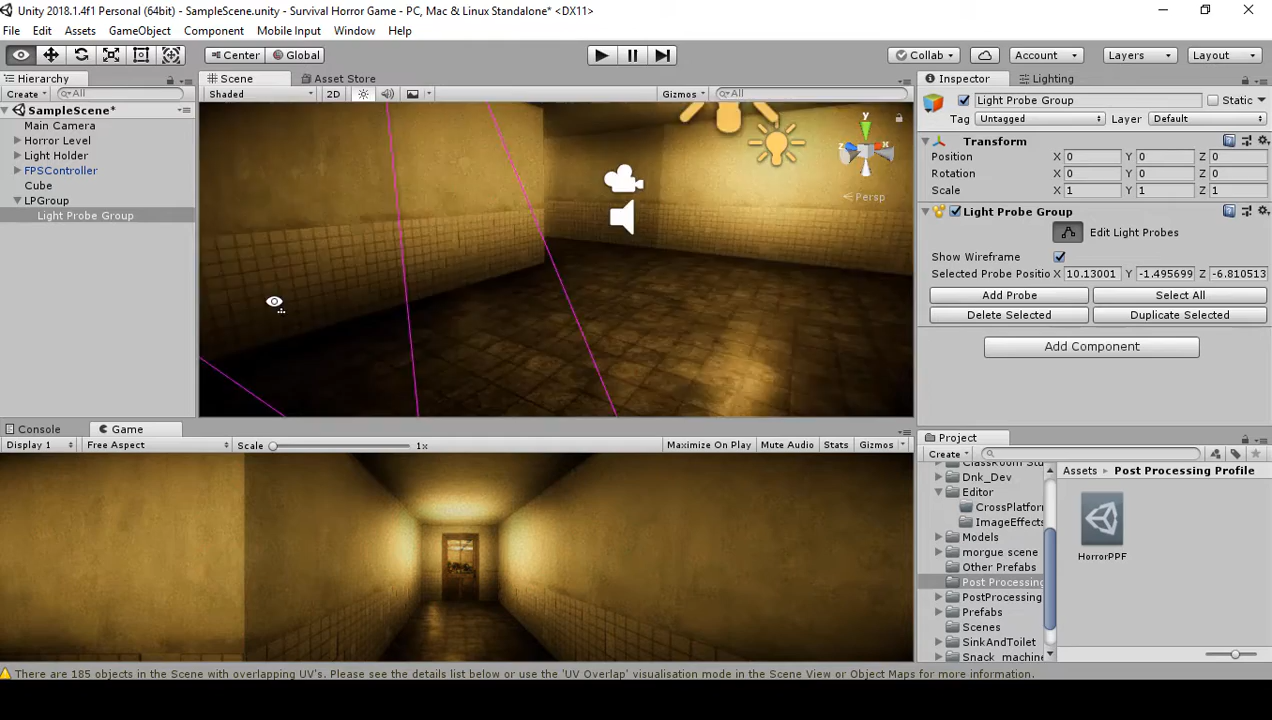 Unity 2018.1.4f1 Personal (64bit) - SampleScene.unity - Survival Horror Game - PC, Mac & Linux Standalone* <DX11>
File Edit Assets GameObject Component Mobile Input Window Help
Center Global Collab Account Layers Layout
Hierarchy
Create All
SampleScene*
Main Camera
Horror Level
Light Holder
FPSController
Cube
LPGroup
Light Probe Group
Scene Asset Store
Shaded 2D Gizmos All
y
x
z
Persp
Inspector Lighting
Light Probe Group Static
Tag Untagged Layer Default
Transform
Position X 0 Y 0 Z 0
Rotation X 0 Y 0 Z 0
Scale X 1 Y 1 Z 1
Light Probe Group
Edit Light Probes
Show Wireframe
Selected Probe Positio X 10.13001 Y -1.495699 Z -6.810513
Add Probe Select All
Delete Selected Duplicate Selected
Add Component
Console Game
Display 1 Free Aspect Scale 1x Maximize On Play Mute Audio Stats Gizmos
Project
Create
Dnk_Dev
Editor
CrossPlatfor
ImageEffects
Models
morgue scene
Other Prefabs
Post Processing
PostProcessing
Prefabs
Scenes
SinkAndToilet
Snack_machin
Assets Post Processing Profile
HorrorPPF
There are 185 objects in the Scene with overlapping UV's. Please see the details list below or use the 'UV Overlap' visualisation mode in the Scene View or Object Maps for more information.